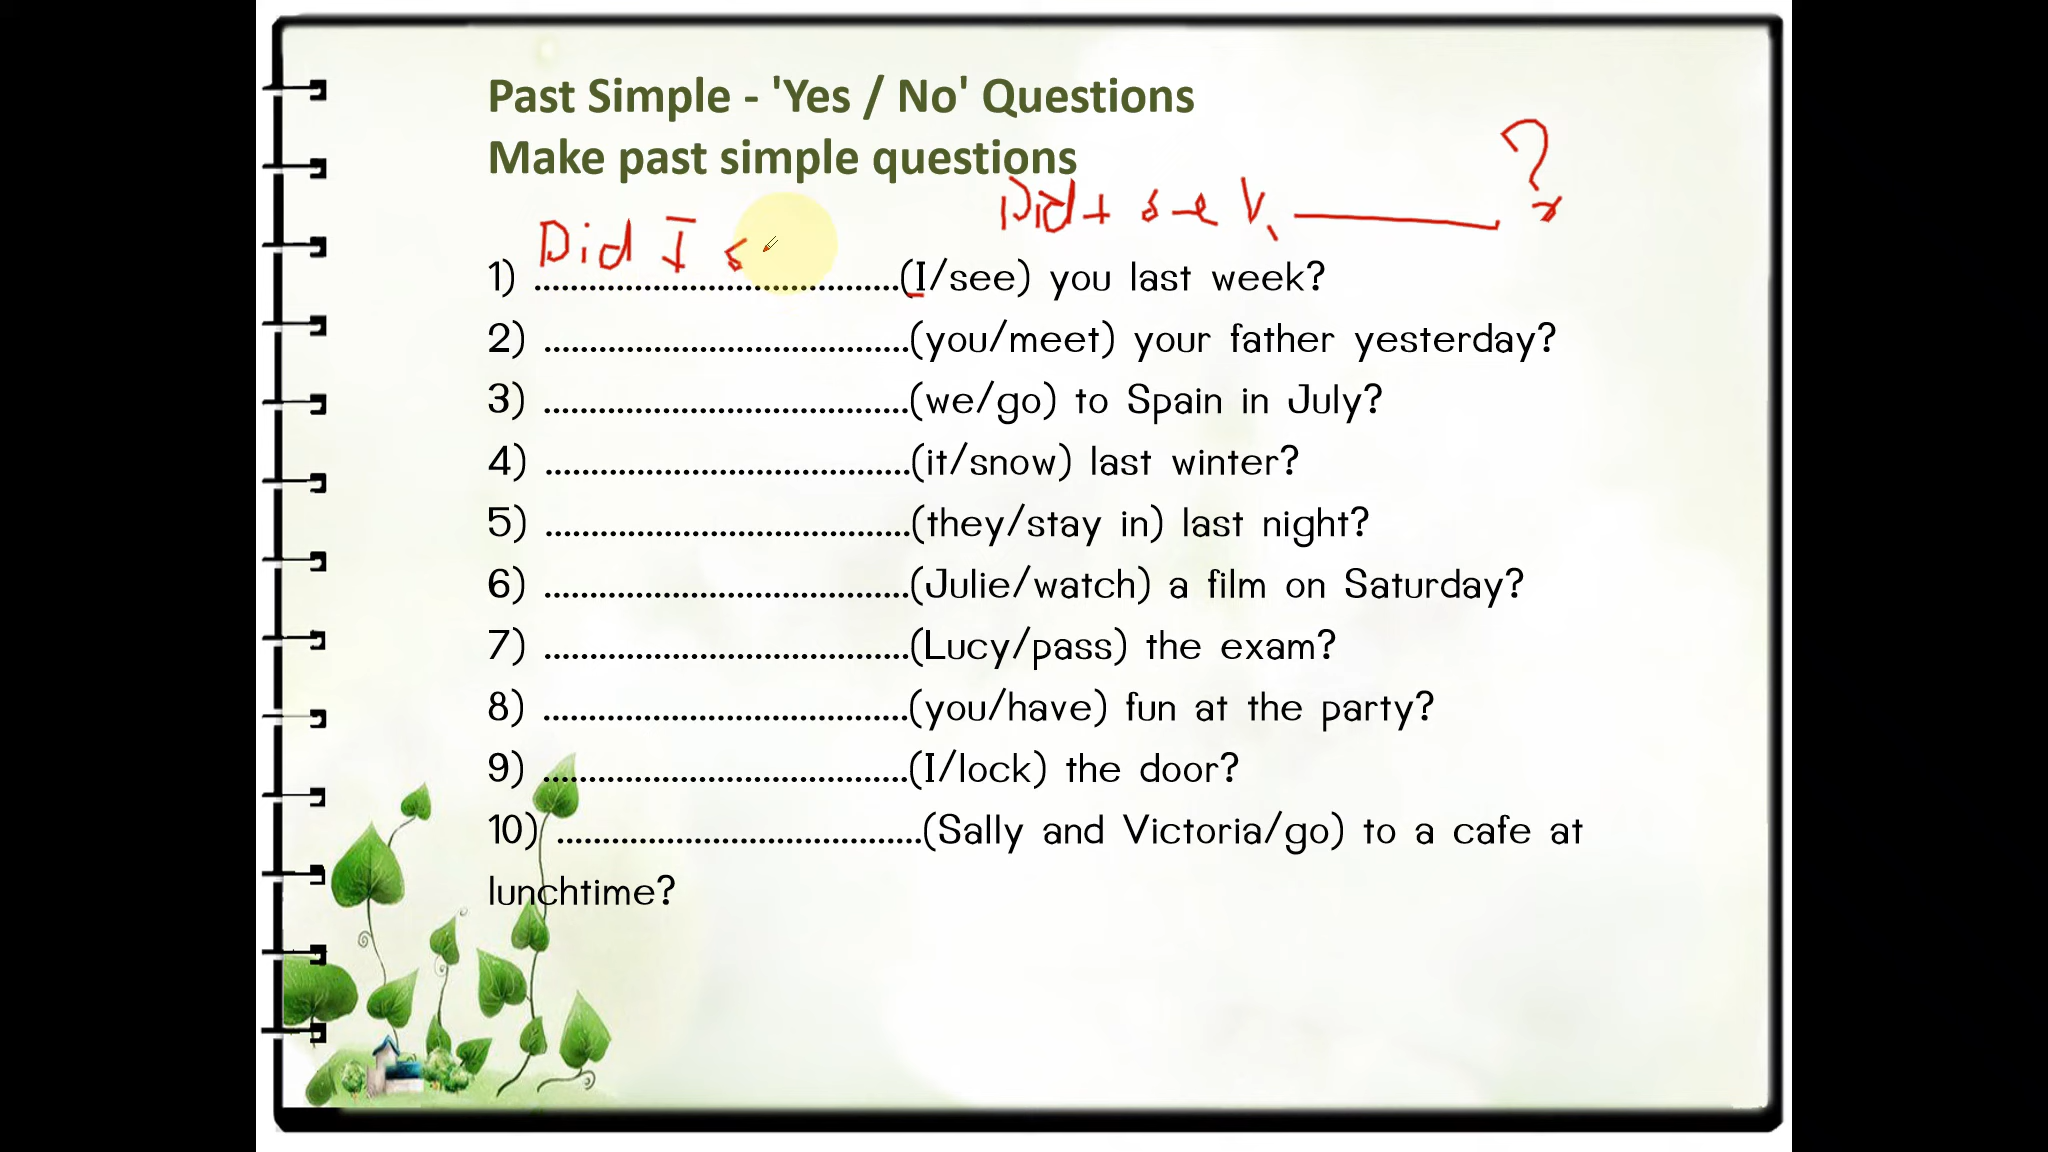 Past Simple - 'Yes / No' Questions
Make past simple questions
Did + V, ?
Did I s
1) ........................................(I/see) you last week?
2) ........................................(you/meet) your father yesterday?
3) ........................................(we/go) to Spain in July?
4) ........................................(it/snow) last winter?
5) ........................................(they/stay in) last night?
6) ........................................(Julie/watch) a film on Saturday?
7) ........................................(Lucy/pass) the exam?
8) ........................................(you/have) fun at the party?
9) ........................................(I/lock) the door?
10) ........................................(Sally and Victoria/go) to a cafe at
lunchtime?